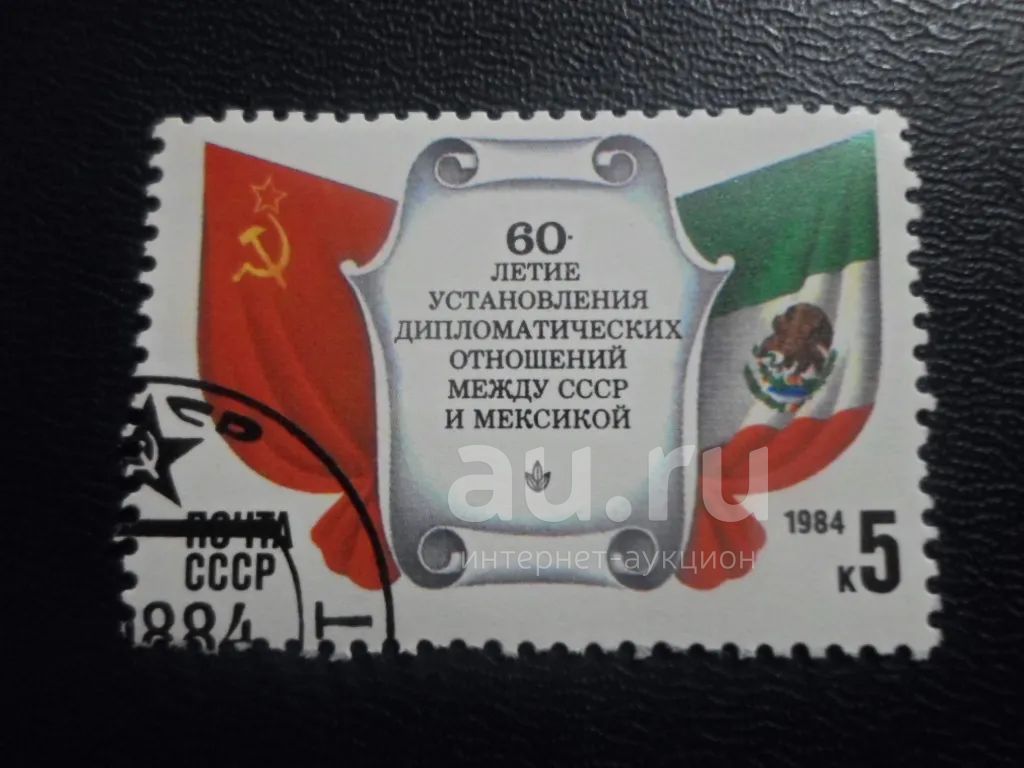 60-
ЛЕТИЕ
УСТАНОВЛЕНИЯ
ДИПЛОМАТИЧЕСКИХ
ОТНОШЕНИЙ
МЕЖДУ СССР
И МЕКСИКОЙ
au.ru
интернет-аукцион
1984 к5
ПОЧТА
СССР